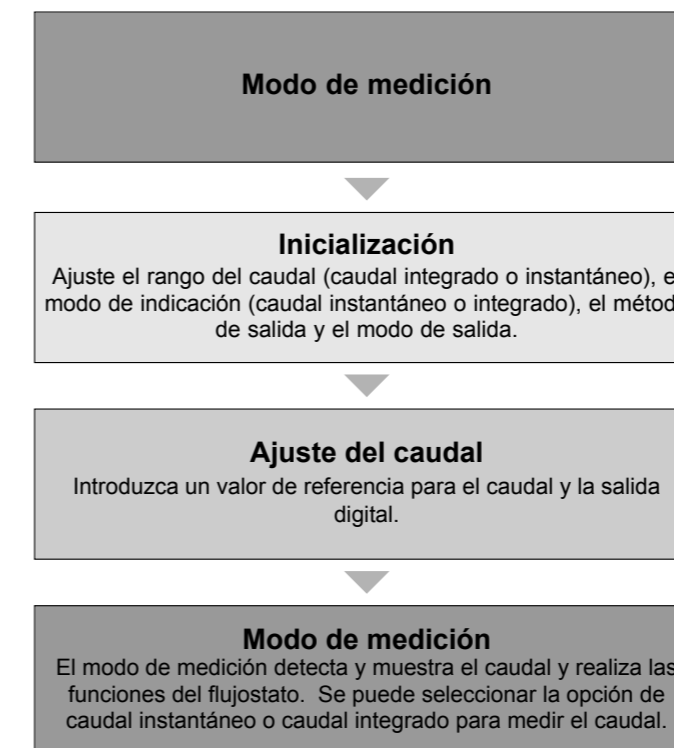 Modo de medición
Inicialización
Ajuste el rango del caudal (caudal integrado o instantáneo), e
modo de indicación (caudal instantáneo o integrado), el métod
de salida y el modo de salida.
Ajuste del caudal
Introduzca un valor de referencia para el caudal y la salida
digital.
Modo de medición
El modo de medición detecta y muestra el caudal y realiza las
funciones del flujostato. Se puede seleccionar la opción de
caudal instantáneo o caudal integrado para medir el caudal.